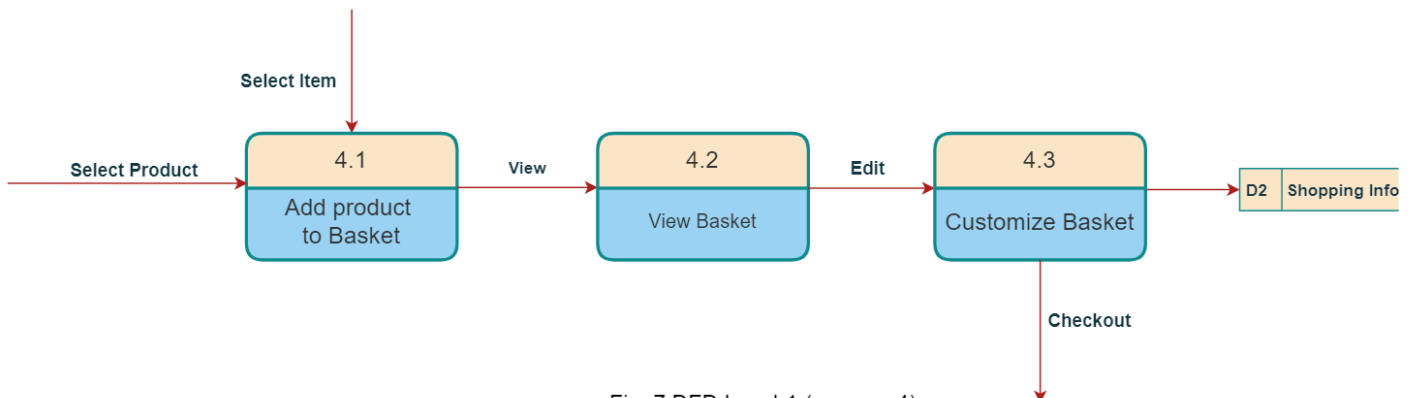 Select Item
Select Product
4.1
Add product
to Basket
View
4.2
View Basket
Edit
4.3
Customize Basket
D2 Shopping Info
Checkout